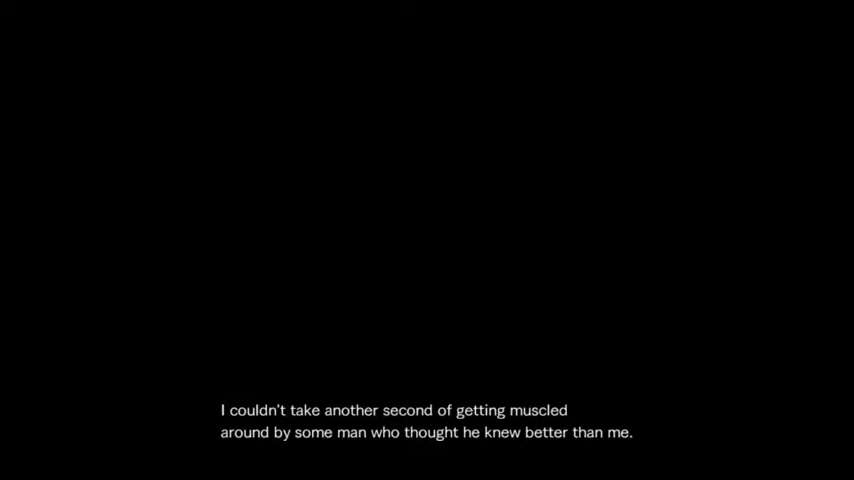 I couldn't take another second of getting muscled
around by some man who thought he knew better than me.